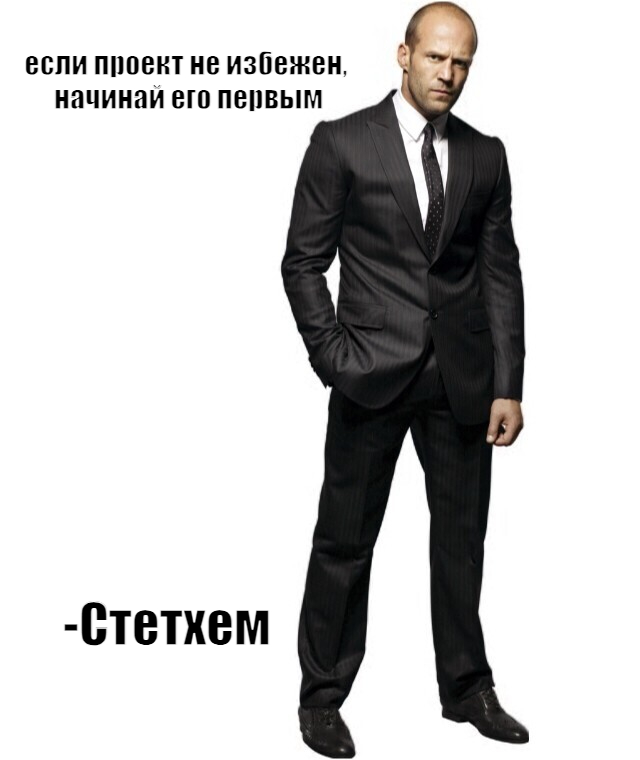 если проект не избежен,
начинай его первым
-Стетхем